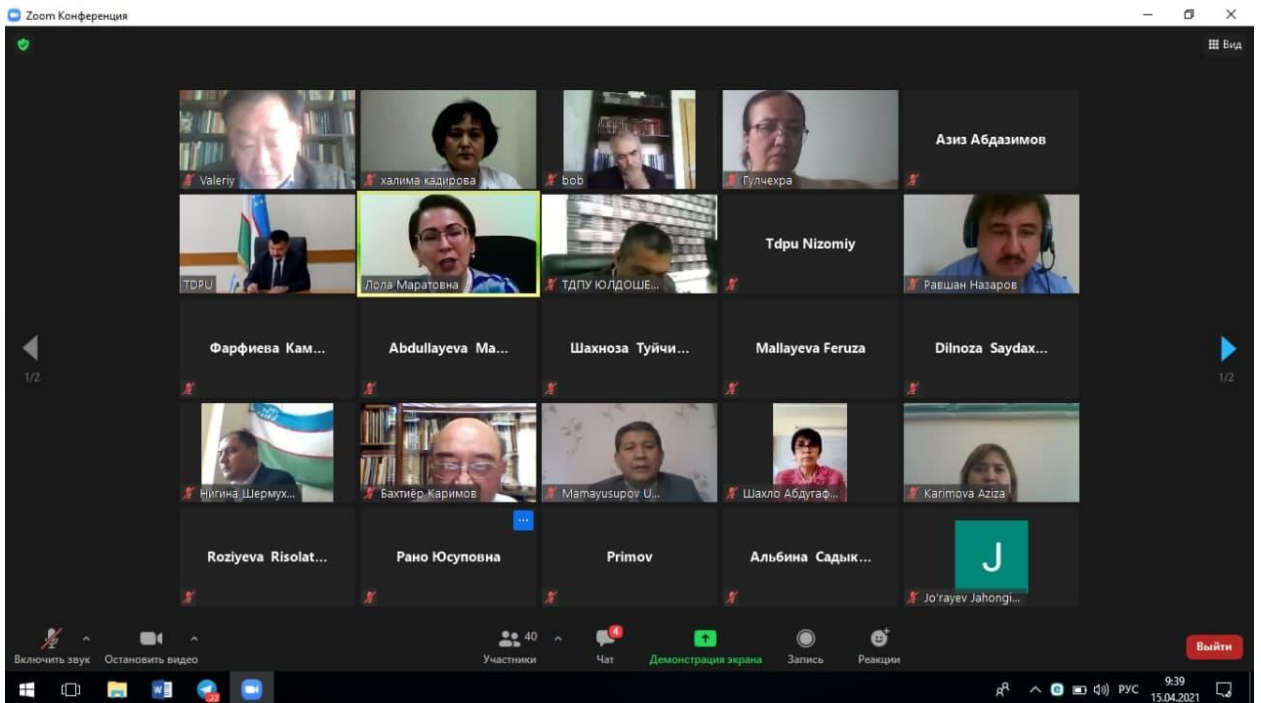 Zoom Конференция
Вид
Valeriy
халима кадирова
bob
Гулчехра
Азиз Абдазимов
TDPU
Лола Маратовна
ТДПУ ЮЛДОШЕ...
Tdpu Nizomiy
Равшан Назаров
Фарфиева Кам...
Abdullayeva Ma...
Шахноза Туйчи...
Mallayeva Feruza
Dilnoza Saydax...
1/2
1/2
Нигина Шермух...
Бахтиёр Каримов
Mamayusupov U...
Шахло Абдугаф...
Karimova Aziza
Roziyeva Risolat...
Рано Юсуповна
Primov
Альбина Садык...
J
Jo'rayev Jahongi...
Включить звук
Остановить видео
40
Участники
4
Чат
Демонстрация экрана
Запись
Реакции
Выйти
W
22
РУС
9:39
15.04.2021